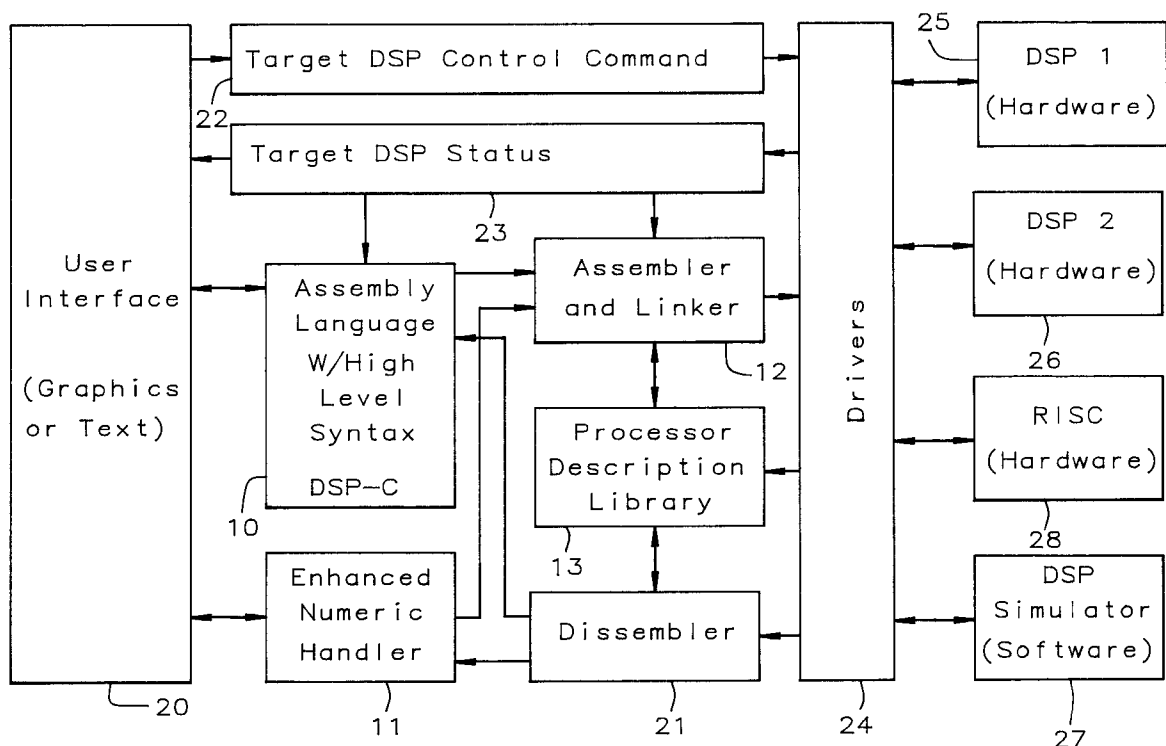 Target DSP Control Command
22
Target DSP Status
23
User
Interface
(Graphics
or Text)
20
Assembly
Language
W/High
Level
Syntax
DSP-C
10
Enhanced
Numeric
Handler
11
Assembler
and Linker
12
Processor
Description
Library
13
Dissembler
21
Drivers
24
25
DSP 1
(Hardware)
DSP 2
(Hardware)
26
RISC
(Hardware)
28
DSP
Simulator
(Software)
27